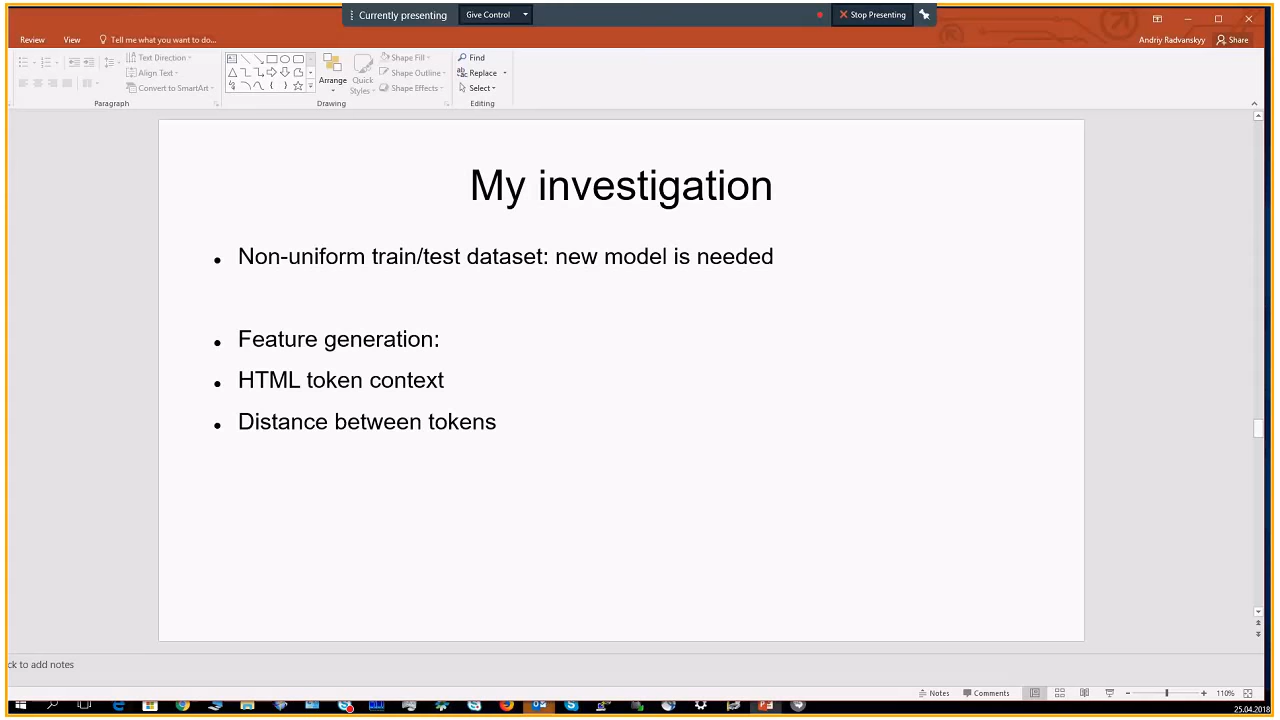 Currently presenting
Give Control
Stop Presenting
Review
View
Tell me what you want to do...
Andriy Radvanskyy
Share
Text Direction
Align Text
Convert to SmartArt
Paragraph
Arrange
Quick
Styles
Shape Fill
Shape Outline
Shape Effects
Drawing
Find
Replace
Select
Editing
My investigation
• Non-uniform train/test dataset: new model is needed
• Feature generation:
• HTML token context
• Distance between tokens
ck to add notes
Notes
Comments
110%
25.04.2018